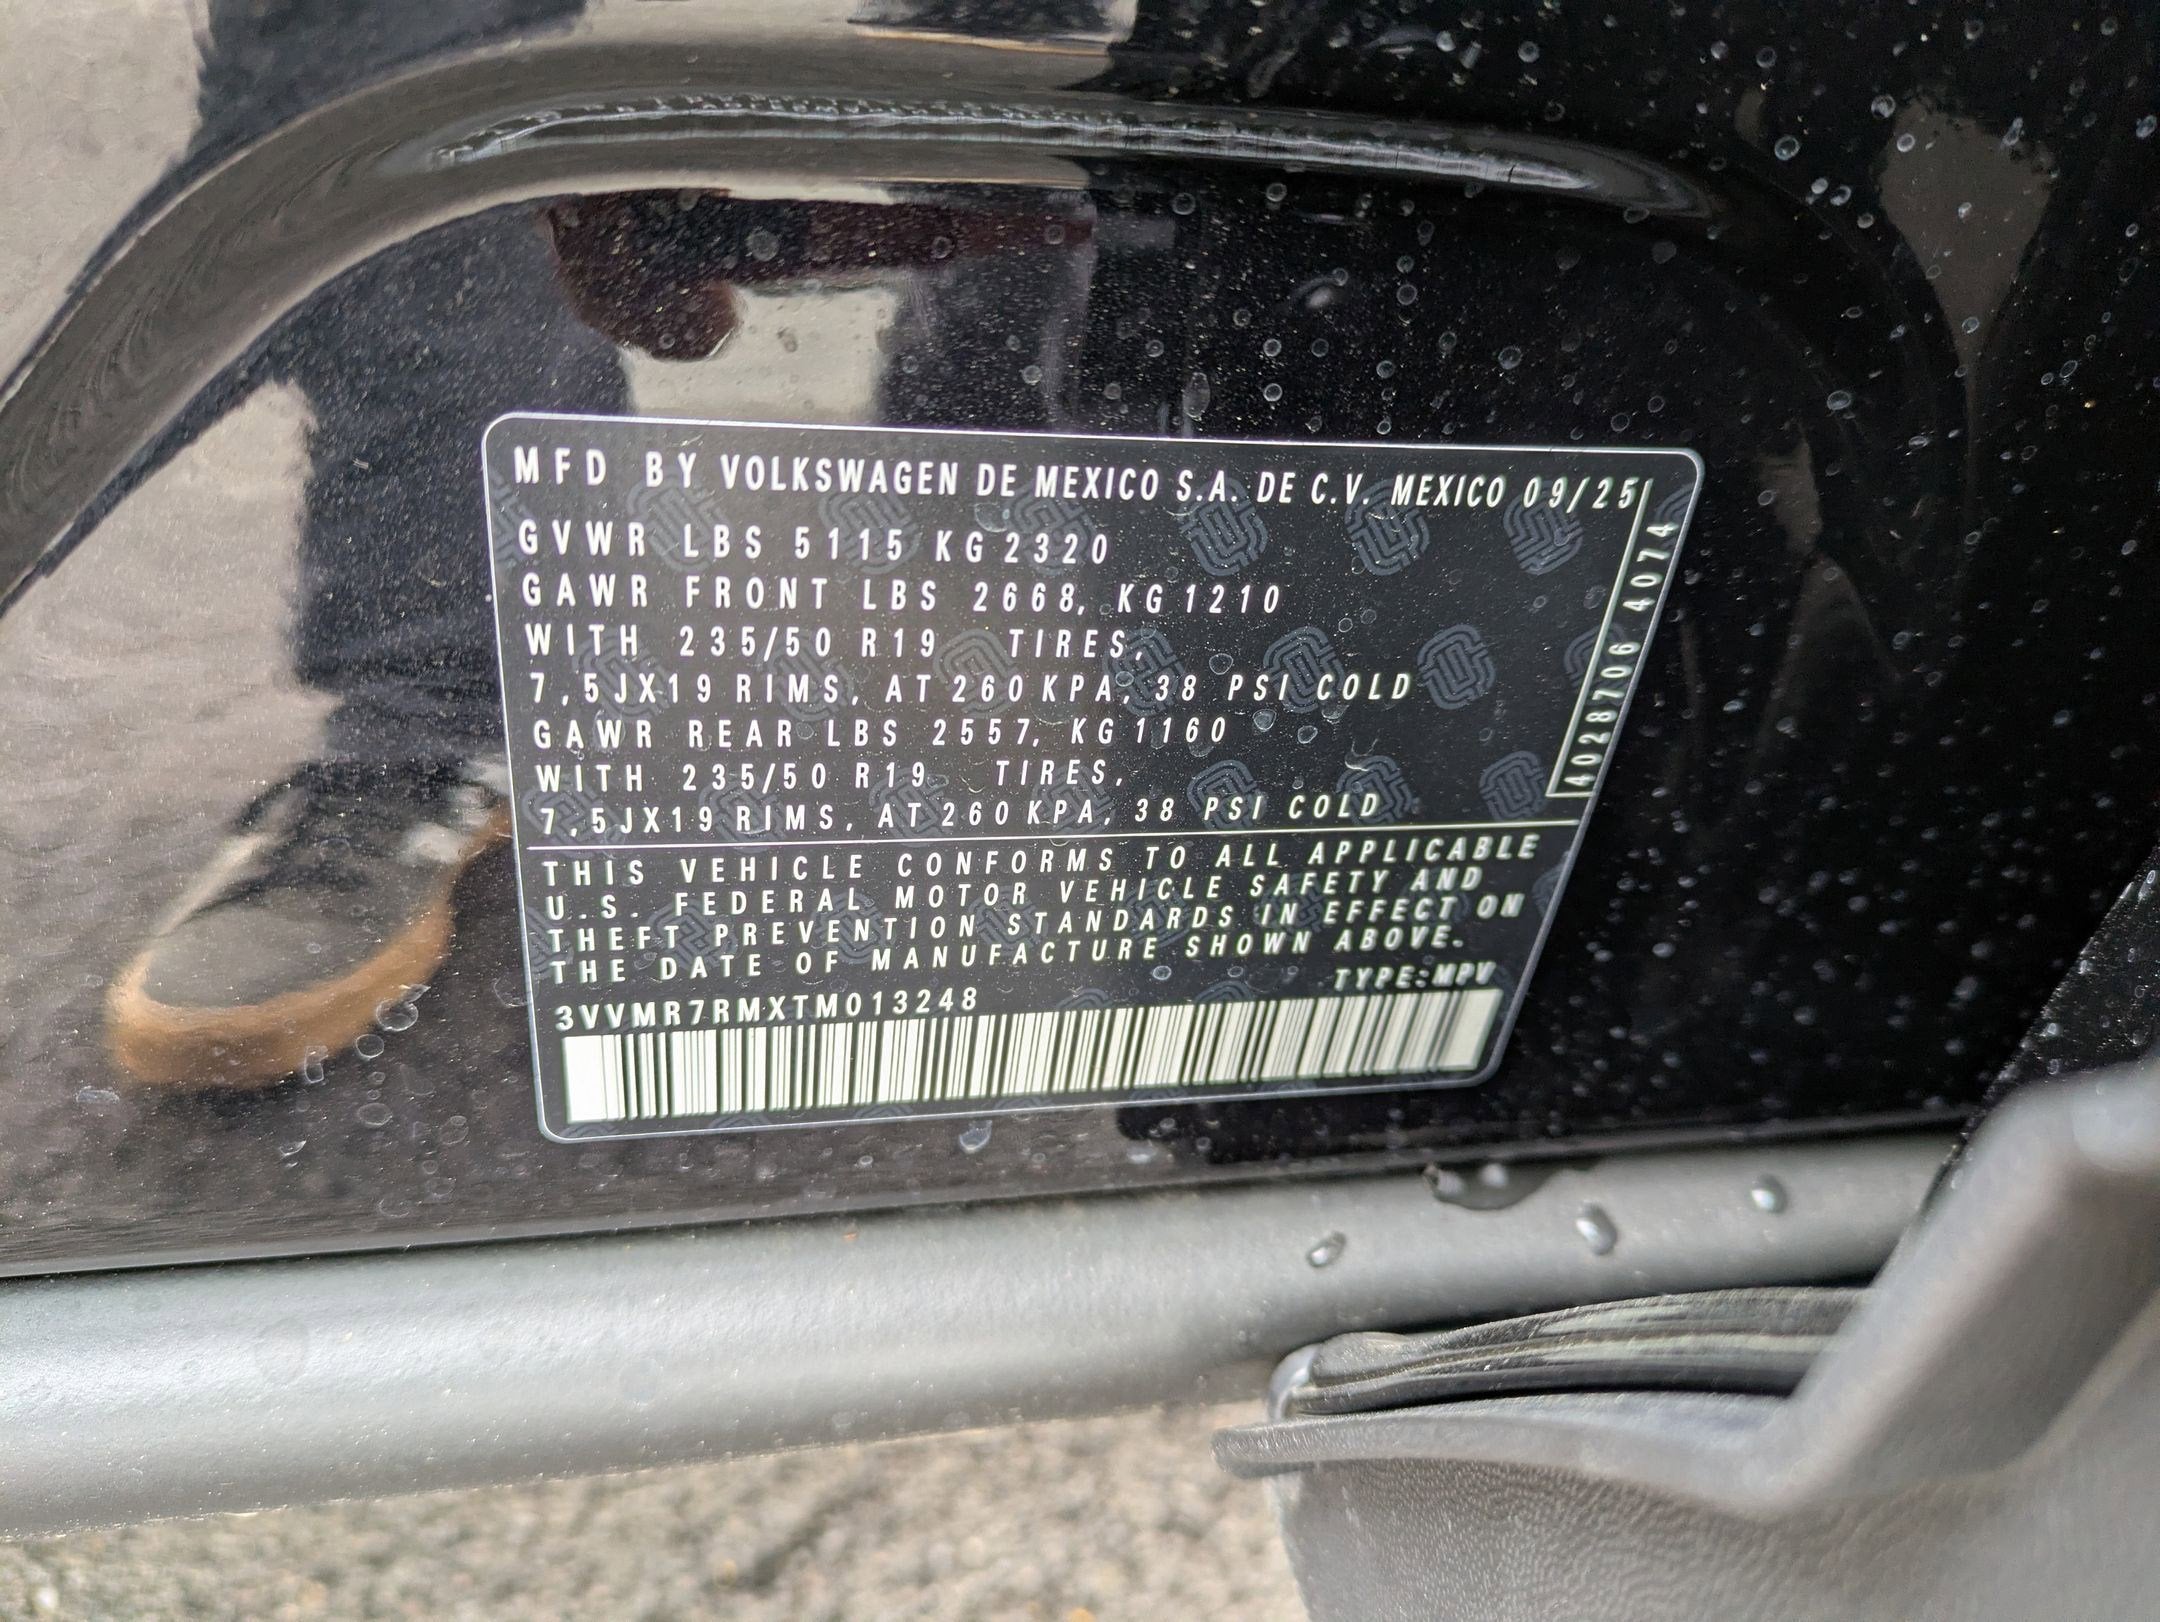 MFD BY VOLKSWAGEN DE MEXICO S.A. DE C.V. MEXICO 09/25
GVWR LBS 5115 KG 2320
GAWR FRONT LBS 2668, KG 1210
WITH 235/50 R19 TIRES,
7,5JX19 RIMS, AT 260 KPA, 38 PSI COLD
GAWR REAR LBS 2557, KG 1160
WITH 235/50 R19 TIRES,
7,5JX19 RIMS, AT 260 KPA, 38 PSI COLD
4028706 4074
THIS VEHICLE CONFORMS TO ALL APPLICABLE
U.S. FEDERAL MOTOR VEHICLE SAFETY AND
THEFT PREVENTION STANDARDS IN EFFECT ON
THE DATE OF MANUFACTURE SHOWN ABOVE.
TYPE:MPV
3VVMR7RMXTM013248